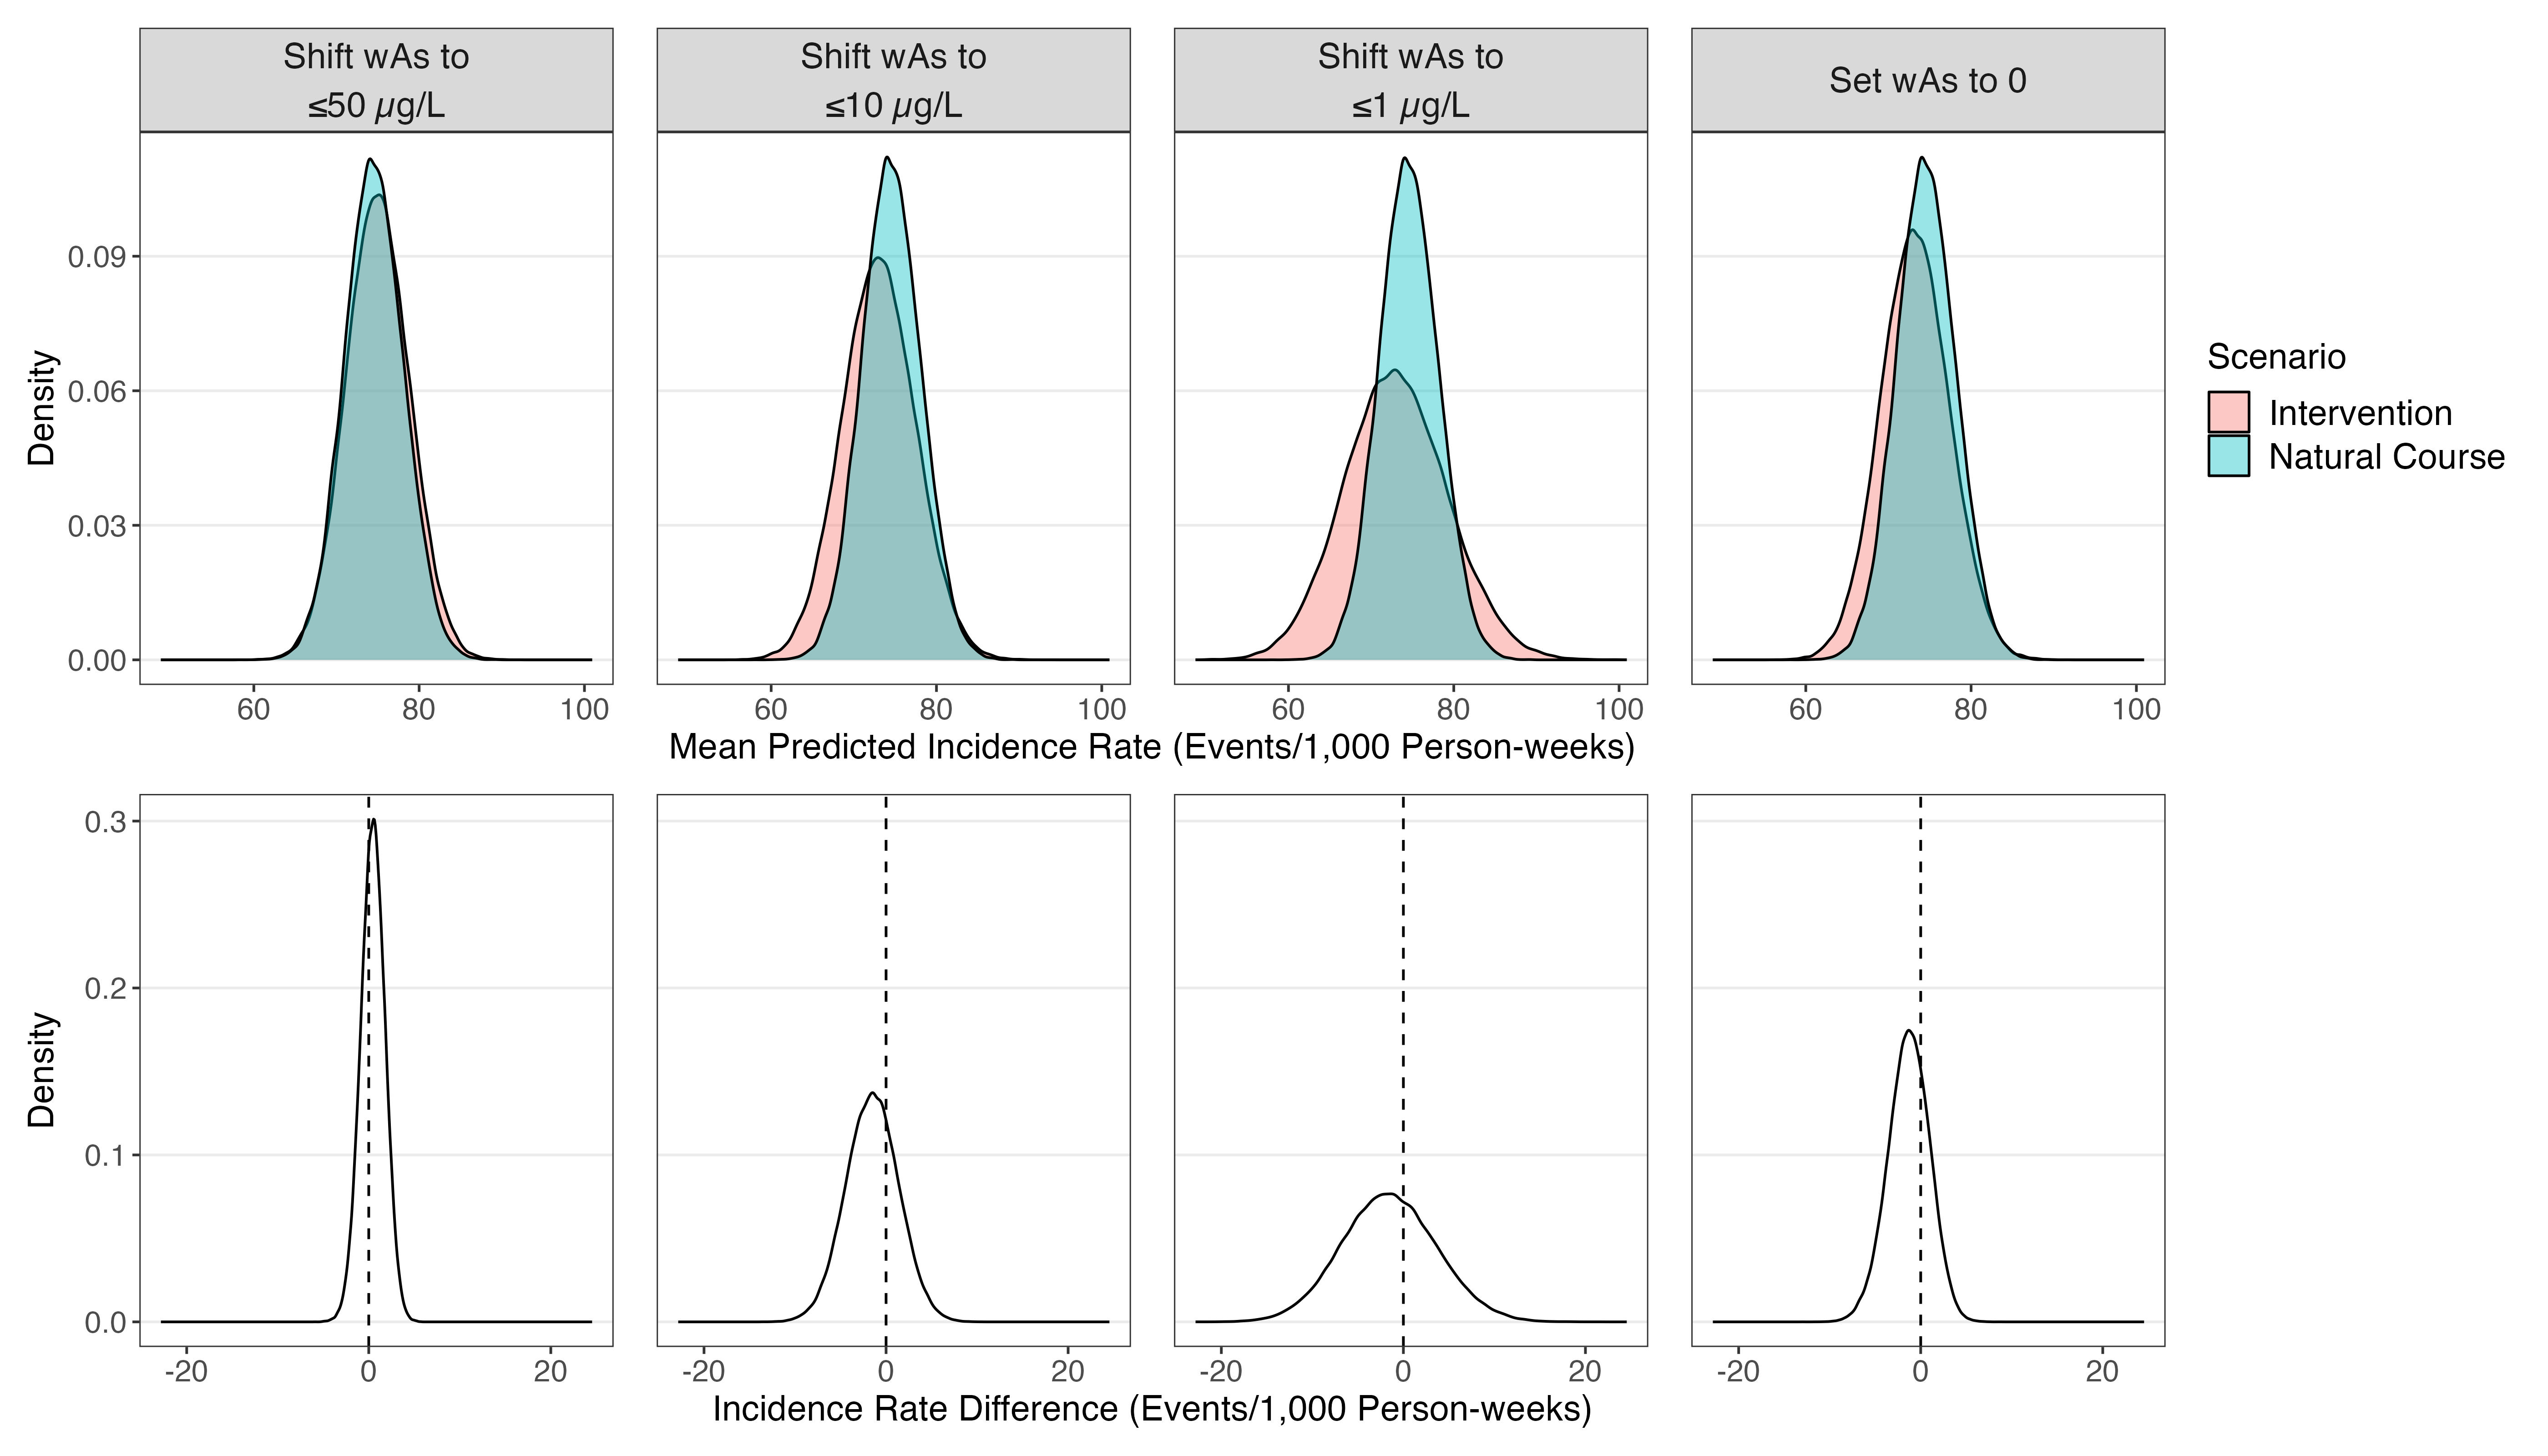 Shift wAs to
≤50 µg/L
Shift wAs to
≤10 µg/L
Shift wAs to
≤1 µg/L
Set wAs to 0
Density
0.09
0.06
0.03
0.00
60 80 100
60 80 100
60 80 100
60 80 100
Mean Predicted Incidence Rate (Events/1,000 Person-weeks)
Scenario
Intervention
Natural Course
Density
0.3
0.2
0.1
0.0
-20 0 20
-20 0 20
-20 0 20
-20 0 20
Incidence Rate Difference (Events/1,000 Person-weeks)